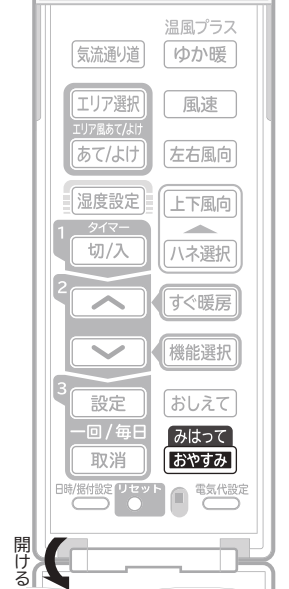 温風プラス
気流通り道 ゆか暖
エリア選択 風速
エリア風あて/よけ
あて/よけ 左右風向
湿度設定 上下風向
1 タイマー
切/入 ハネ選択
2
すぐ暖房
機能選択
3
設定 おしえて
一回/毎日 みはって
取消 おやすみ
日時/据付設定 リセット 電気代設定
開ける